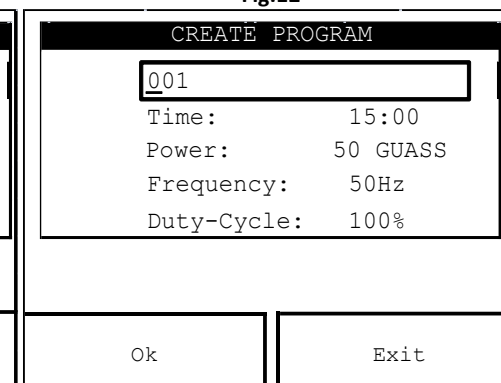 CREATE PROGRAM
001
Time: 15:00
Power: 50 GUASS
Frequency: 50Hz
Duty-Cycle: 100%
Ok Exit